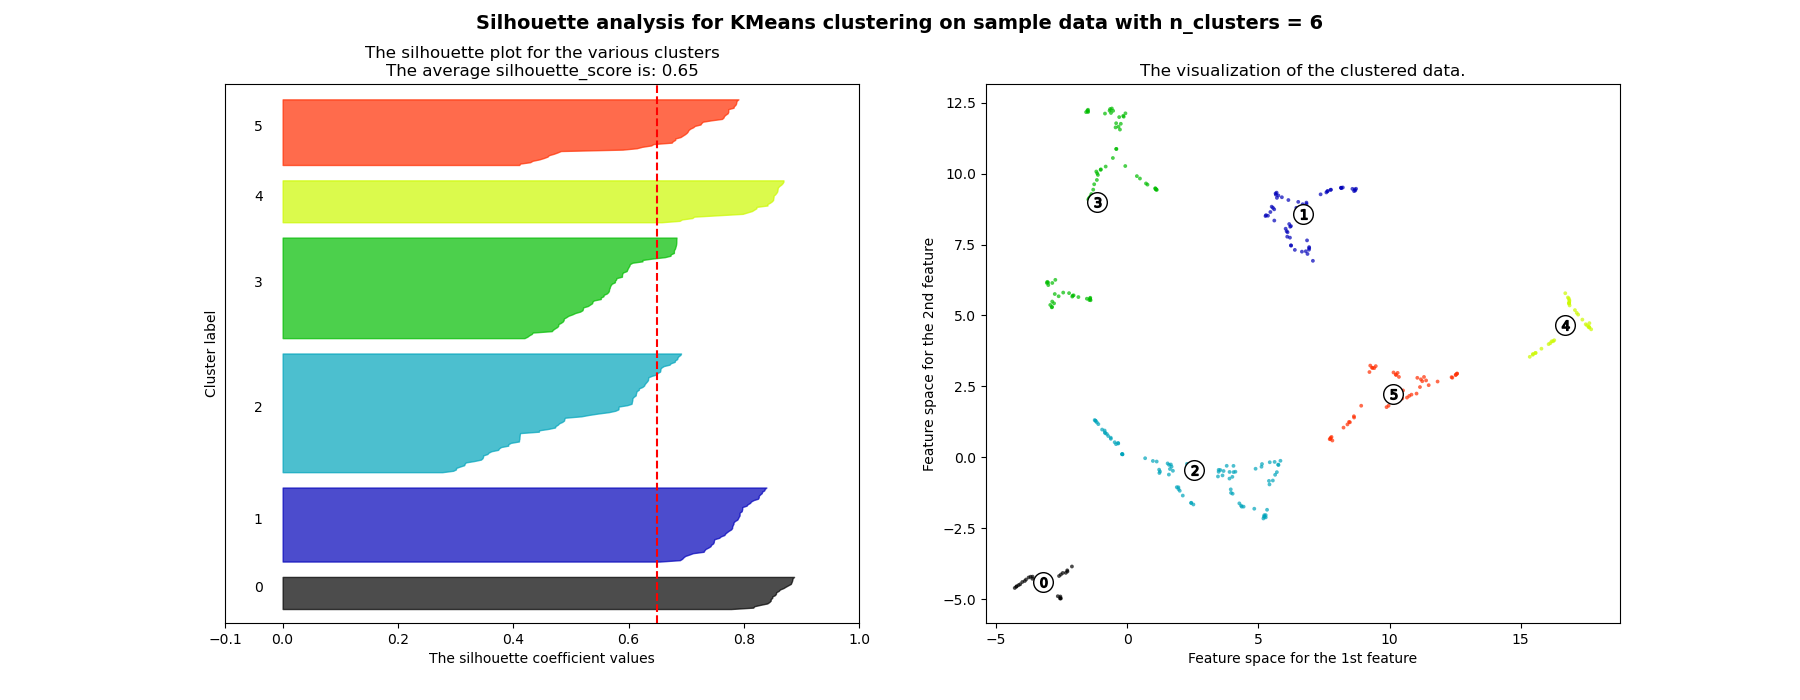 Silhouette analysis for KMeans clustering on sample data with n_clusters = 6
The silhouette plot for the various clusters
The average silhouette_score is: 0.65
Cluster label
5
4
3
2
1
0
−0.1 0.0 0.2 0.4 0.6 0.8 1.0
The silhouette coefficient values
The visualization of the clustered data.
Feature space for the 2nd feature
12.5
10.0
7.5
5.0
2.5
0.0
−2.5
−5.0
3
1
4
5
2
0
−5 0 5 10 15
Feature space for the 1st feature